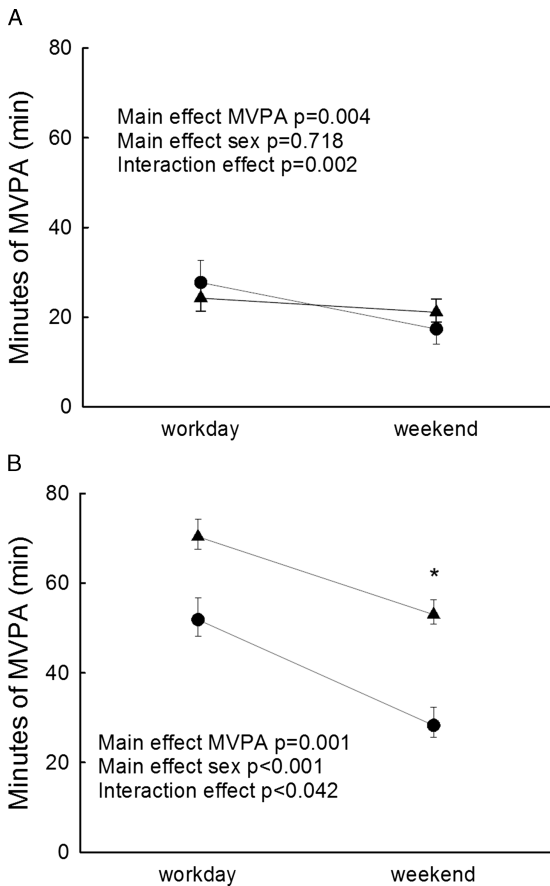 A
80
Main effect MVPA p=0.004
Main effect sex p=0.718
Interaction effect p=0.002
60
40
20
0
Minutes of MVPA (min)
workday weekend
B
80
60
*
40
20
0
Minutes of MVPA (min)
Main effect MVPA p=0.001
Main effect sex p<0.001
Interaction effect p<0.042
workday weekend